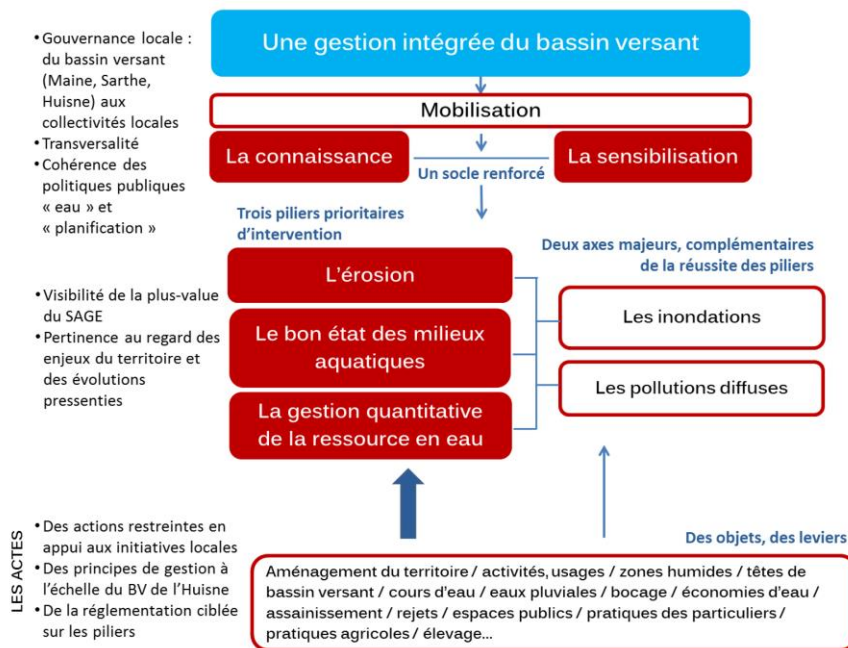 Une gestion intégrée du bassin versant
• Gouvernance locale :
du bassin versant
(Maine, Sarthe,
Huisne) aux
collectivités locales
• Transversalité
• Cohérence des
politiques publiques
« eau » et
« planification »
Mobilisation
La connaissance
La sensibilisation
Un socle renforcé
Trois piliers prioritaires
d’intervention
Deux axes majeurs, complémentaires
de la réussite des piliers
• Visibilité de la plus-value
du SAGE
• Pertinence au regard des
enjeux du territoire et
des évolutions
pressenties
L’érosion
Le bon état des milieux
aquatiques
La gestion quantitative
de la ressource en eau
Les inondations
Les pollutions diffuses
LES ACTES
• Des actions restreintes en
appui aux initiatives locales
• Des principes de gestion à
l’échelle du BV de l’Huisne
• De la réglementation ciblée
sur les piliers
Des objets, des leviers
Aménagement du territoire / activités, usages / zones humides / têtes de
bassin versant / cours d’eau / eaux pluviales / bocage / économies d’eau /
assainissement / rejets / espaces publics / pratiques des particuliers /
pratiques agricoles / élevage...